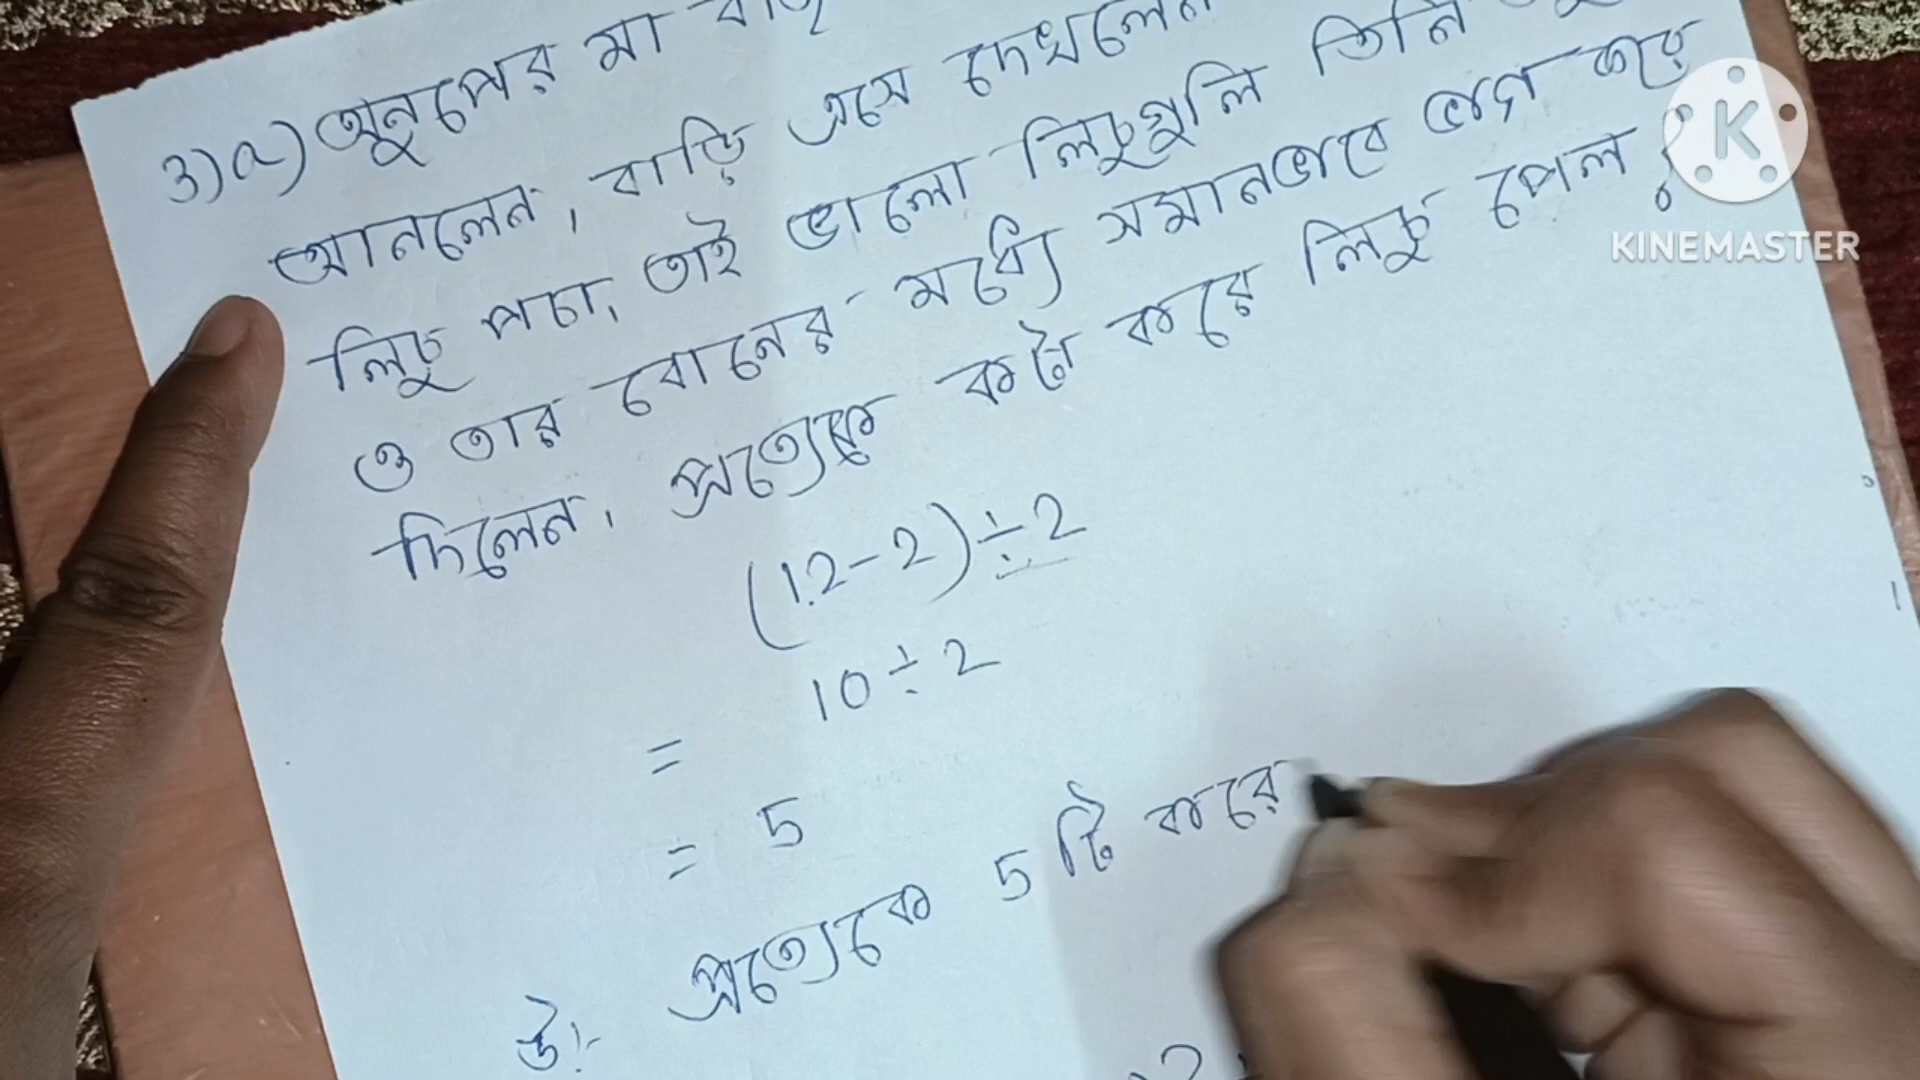 3) a) অনুপের মা
আনলেন, বাড়ি এসে দেখলেন
লিচু পচা, তাই ভালো লিচুগুলি তিনি
ও তার বোনের মধ্যে সমানভাবে ভাগ করে
দিলেন। প্রত্যেকে কটা করে লিচু পেল?
(12-2)÷2
= 10÷2
= 5
উঃ- প্রত্যেকে 5 টি করে
KINEMASTER